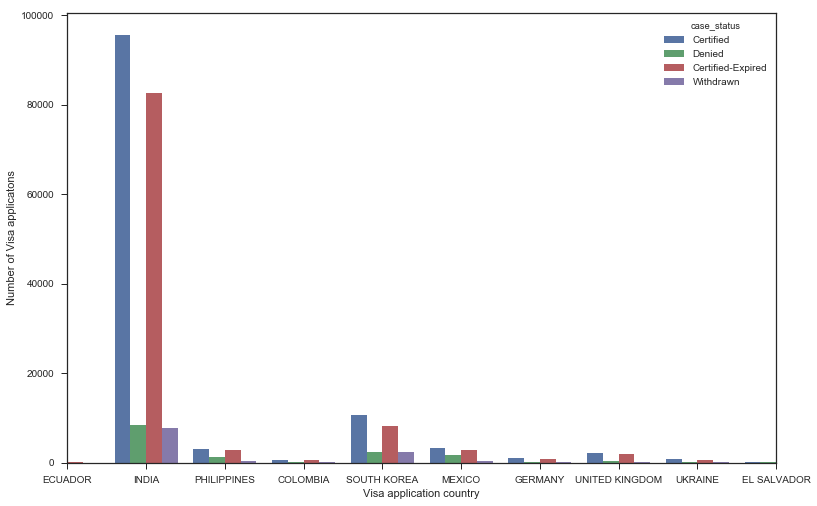 100000
80000
60000
40000
20000
0
Number of Visa applicatons
case_status
Certified
Denied
Certified-Expired
Withdrawn
ECUADOR INDIA PHILIPPINES COLOMBIA SOUTH KOREA MEXICO GERMANY UNITED KINGDOM UKRAINE EL SALVADOR
Visa application country